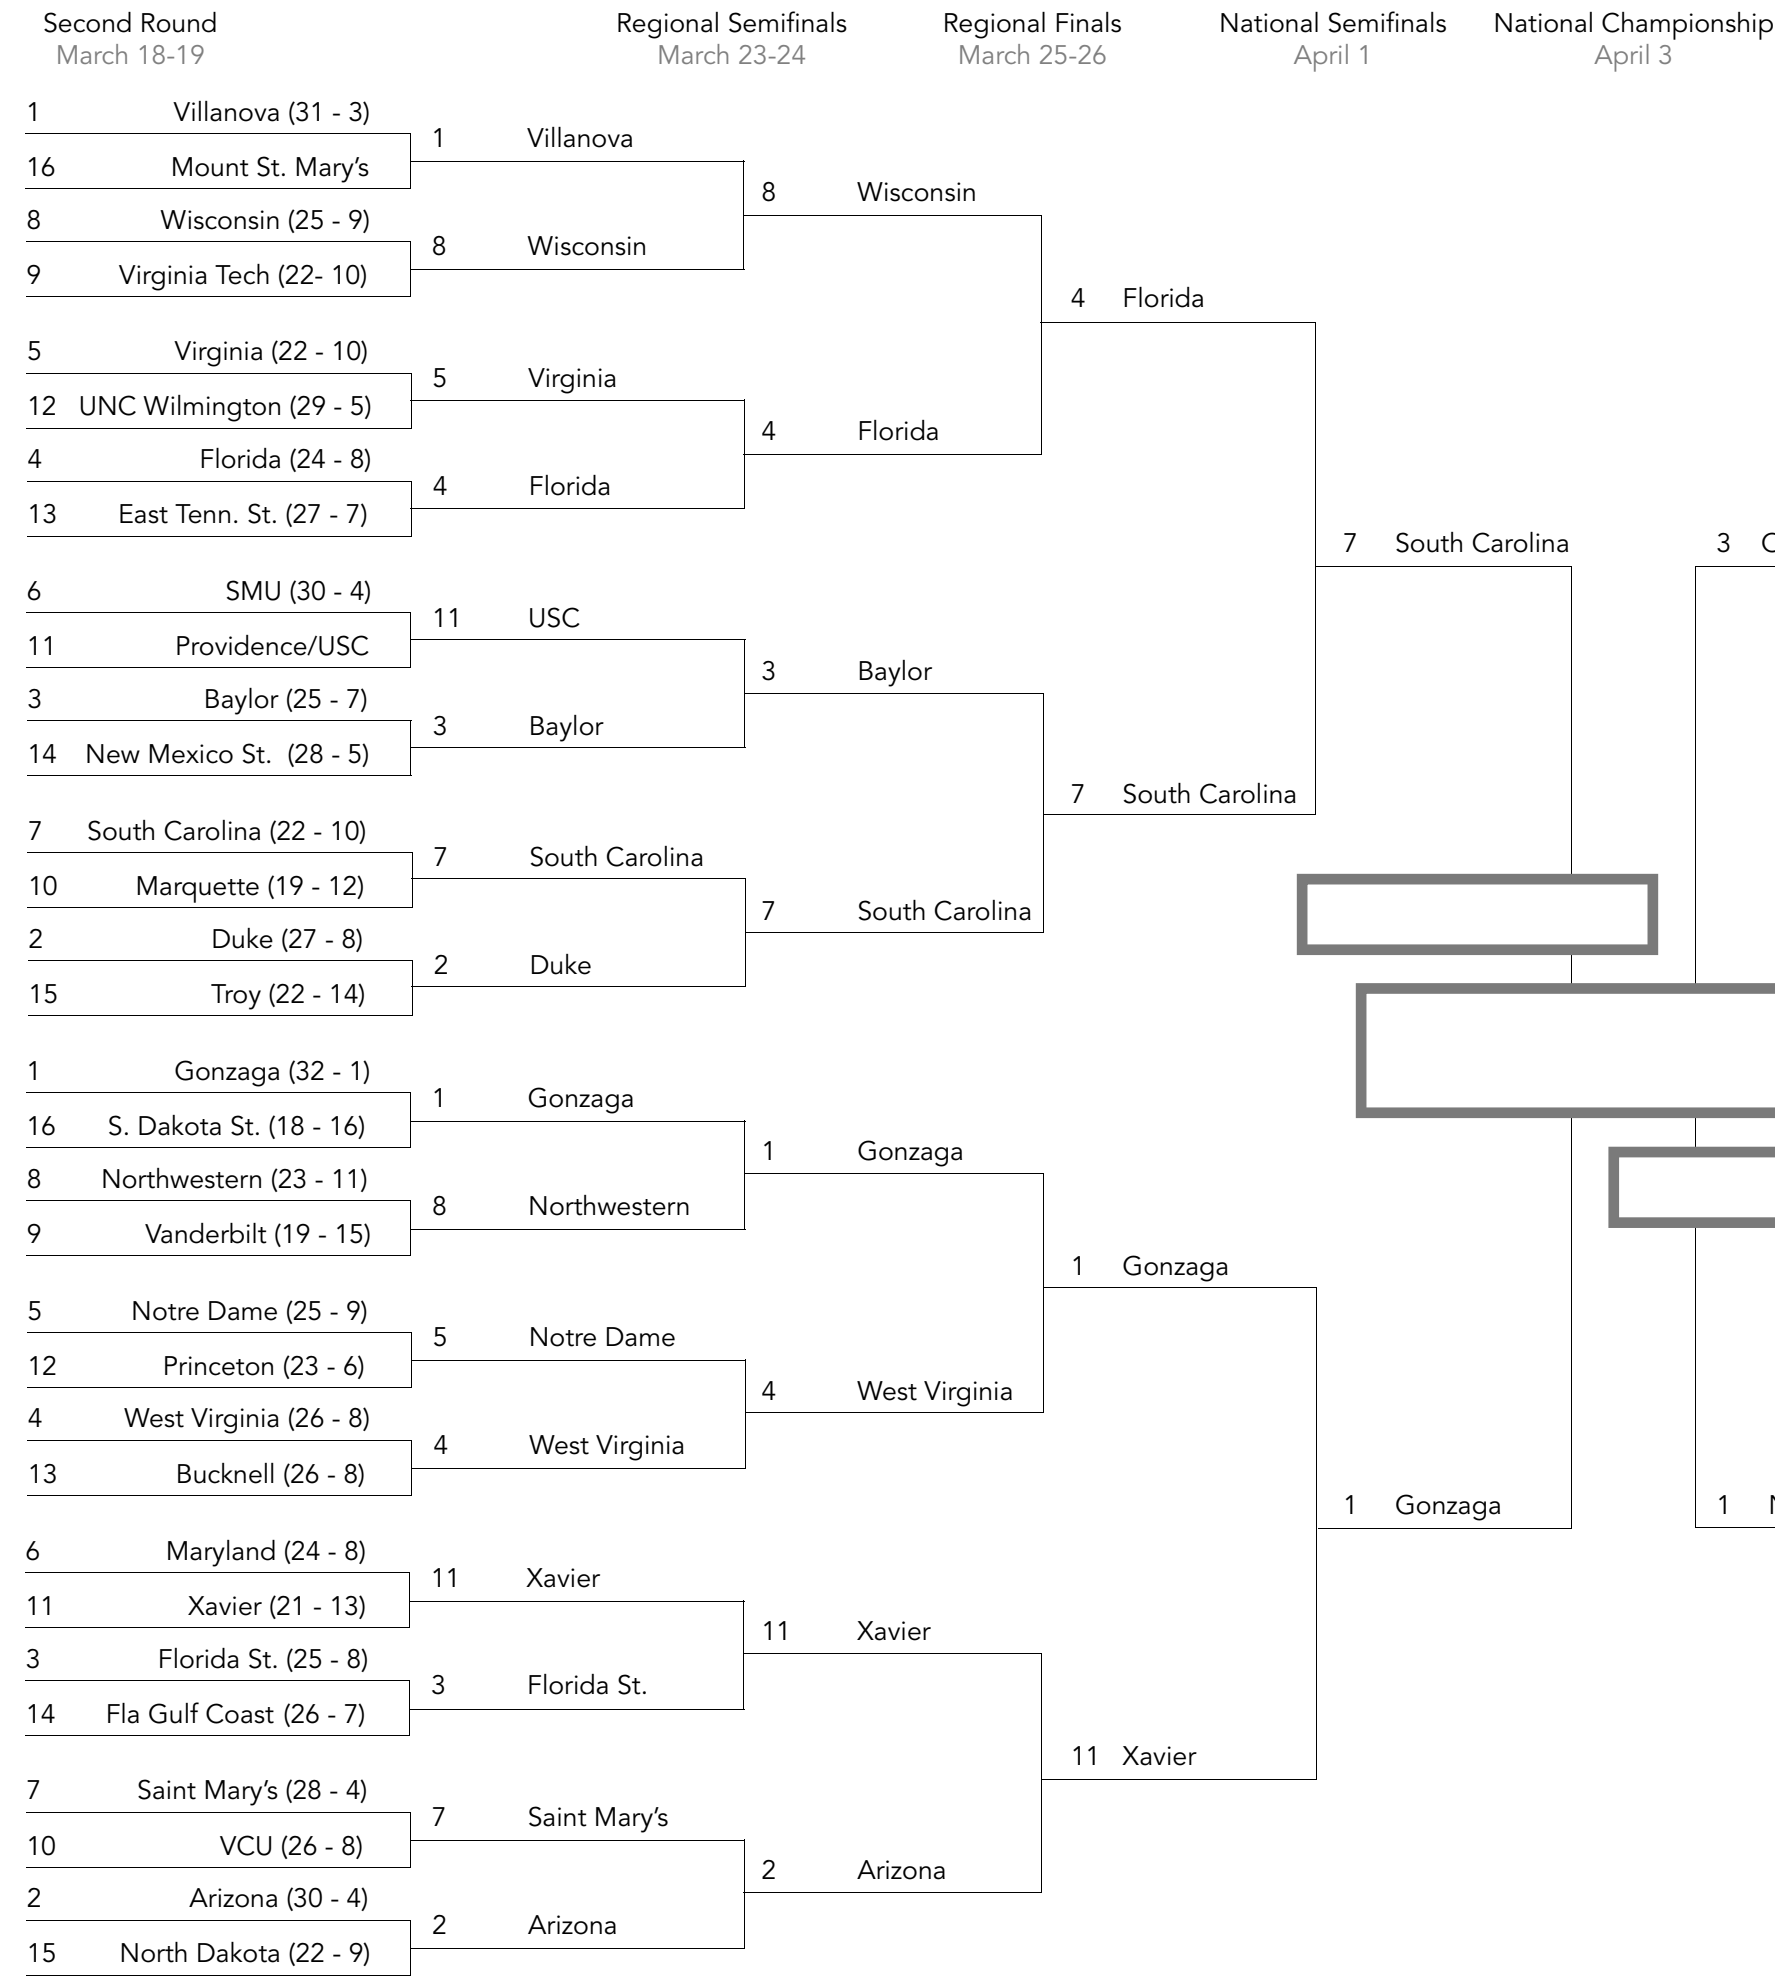 Second Round
March 18-19
Regional Semifinals
March 23-24
Regional Finals
March 25-26
National Semifinals
April 1
National Championship
April 3
1 Villanova (31 - 3)
16 Mount St. Mary’s
8 Wisconsin (25 - 9)
9 Virginia Tech (22- 10)
5 Virginia (22 - 10)
12 UNC Wilmington (29 - 5)
4 Florida (24 - 8)
13 East Tenn. St. (27 - 7)
6 SMU (30 - 4)
11 Providence/USC
3 Baylor (25 - 7)
14 New Mexico St.  (28 - 5)
7 South Carolina (22 - 10)
10 Marquette (19 - 12)
2 Duke (27 - 8)
15 Troy (22 - 14)
1 Gonzaga (32 - 1)
16 S. Dakota St. (18 - 16)
8 Northwestern (23 - 11)
9 Vanderbilt (19 - 15)
5 Notre Dame (25 - 9)
12 Princeton (23 - 6)
4 West Virginia (26 - 8)
13 Bucknell (26 - 8)
6 Maryland (24 - 8)
11 Xavier (21 - 13)
3 Florida St. (25 - 8)
14 Fla Gulf Coast (26 - 7)
7 Saint Mary’s (28 - 4)
10 VCU (26 - 8)
2 Arizona (30 - 4)
15 North Dakota (22 - 9)
1 Villanova
8 Wisconsin
5 Virginia
4 Florida
11 USC
3 Baylor
7 South Carolina
2 Duke
1 Gonzaga
8 Northwestern
5 Notre Dame
4 West Virginia
11 Xavier
3 Florida St.
7 Saint Mary’s
2 Arizona
8 Wisconsin
4 Florida
3 Baylor
7 South Carolina
1 Gonzaga
4 West Virginia
11 Xavier
2 Arizona
4 Florida
7 South Carolina
1 Gonzaga
11 Xavier
7 South Carolina
1 Gonzaga
3
1